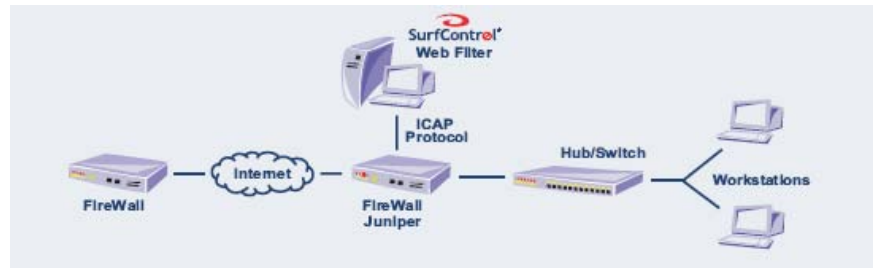 SurfControl
Web Filter
ICAP
Protocol
Hub/Switch
Internet
Workstations
FireWall
FireWall
Juniper